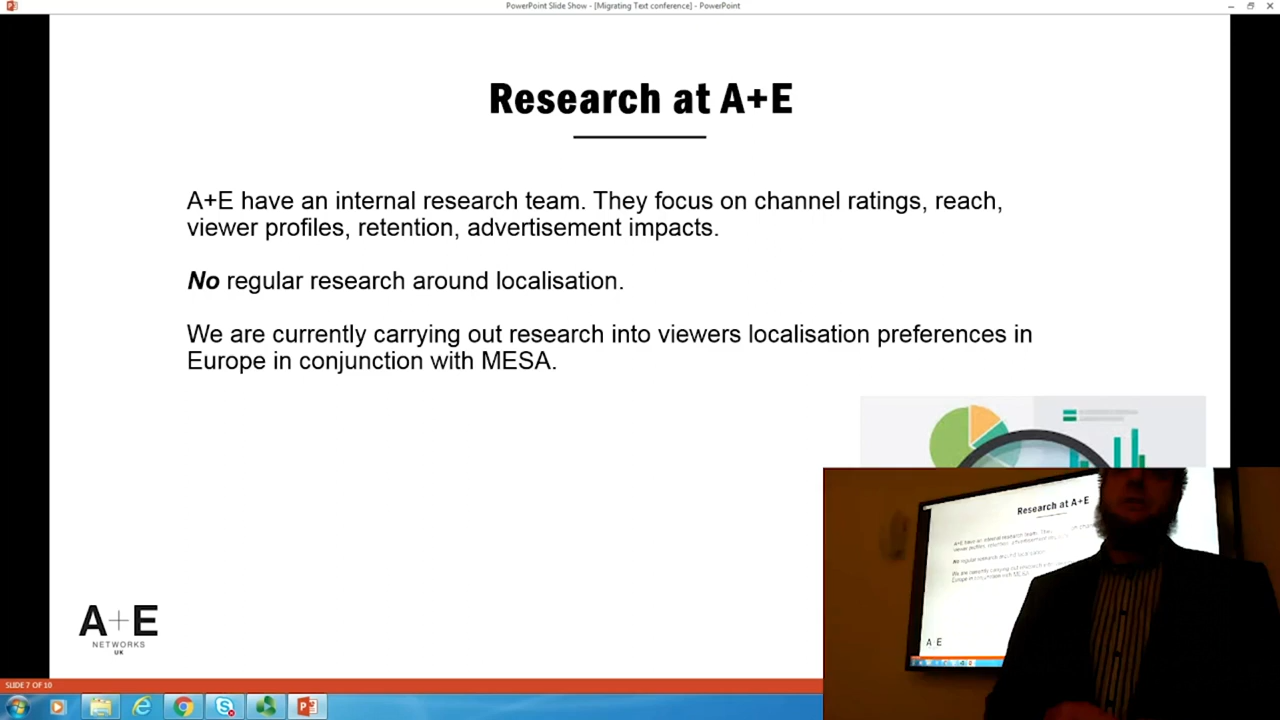 PowerPoint Slide Show - [Migrating Text conference] - PowerPoint
Research at A+E
A+E have an internal research team. They focus on channel ratings, reach,
viewer profiles, retention, advertisement impacts.
No regular research around localisation.
We are currently carrying out research into viewers localisation preferences in
Europe in conjunction with MESA.
A+E
NETWORKS
UK
SLIDE 7 OF 10
Research at A+E
A E